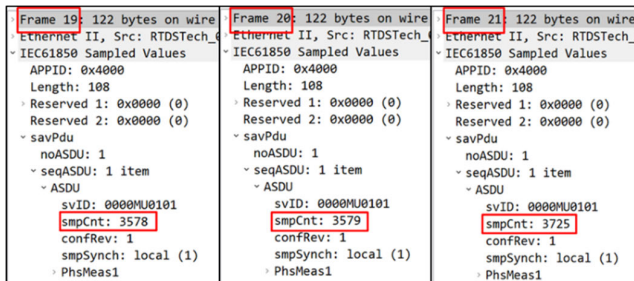 Frame 19: 122 bytes on wire
Ethernet II, Src: RTDSTech_
IEC61850 Sampled Values
APPID: 0x4000
Length: 108
Reserved 1: 0x0000 (0)
Reserved 2: 0x0000 (0)
savPdu
noASDU: 1
seqASDU: 1 item
ASDU
svID: 0000MU0101
smpCnt: 3578
confRev: 1
smpSynch: local (1)
PhsMeas1
Frame 20: 122 bytes on wire
Ethernet II, Src: RTDSTech_
IEC61850 Sampled Values
APPID: 0x4000
Length: 108
Reserved 1: 0x0000 (0)
Reserved 2: 0x0000 (0)
savPdu
noASDU: 1
seqASDU: 1 item
ASDU
svID: 0000MU0101
smpCnt: 3579
confRev: 1
smpSynch: local (1)
PhsMeas1
Frame 21: 122 bytes on wire
Ethernet II, Src: RTDSTech_
IEC61850 Sampled Values
APPID: 0x4000
Length: 108
Reserved 1: 0x0000 (0)
Reserved 2: 0x0000 (0)
savPdu
noASDU: 1
seqASDU: 1 item
ASDU
svID: 0000MU0101
smpCnt: 3725
confRev: 1
smpSynch: local (1)
PhsMeas1